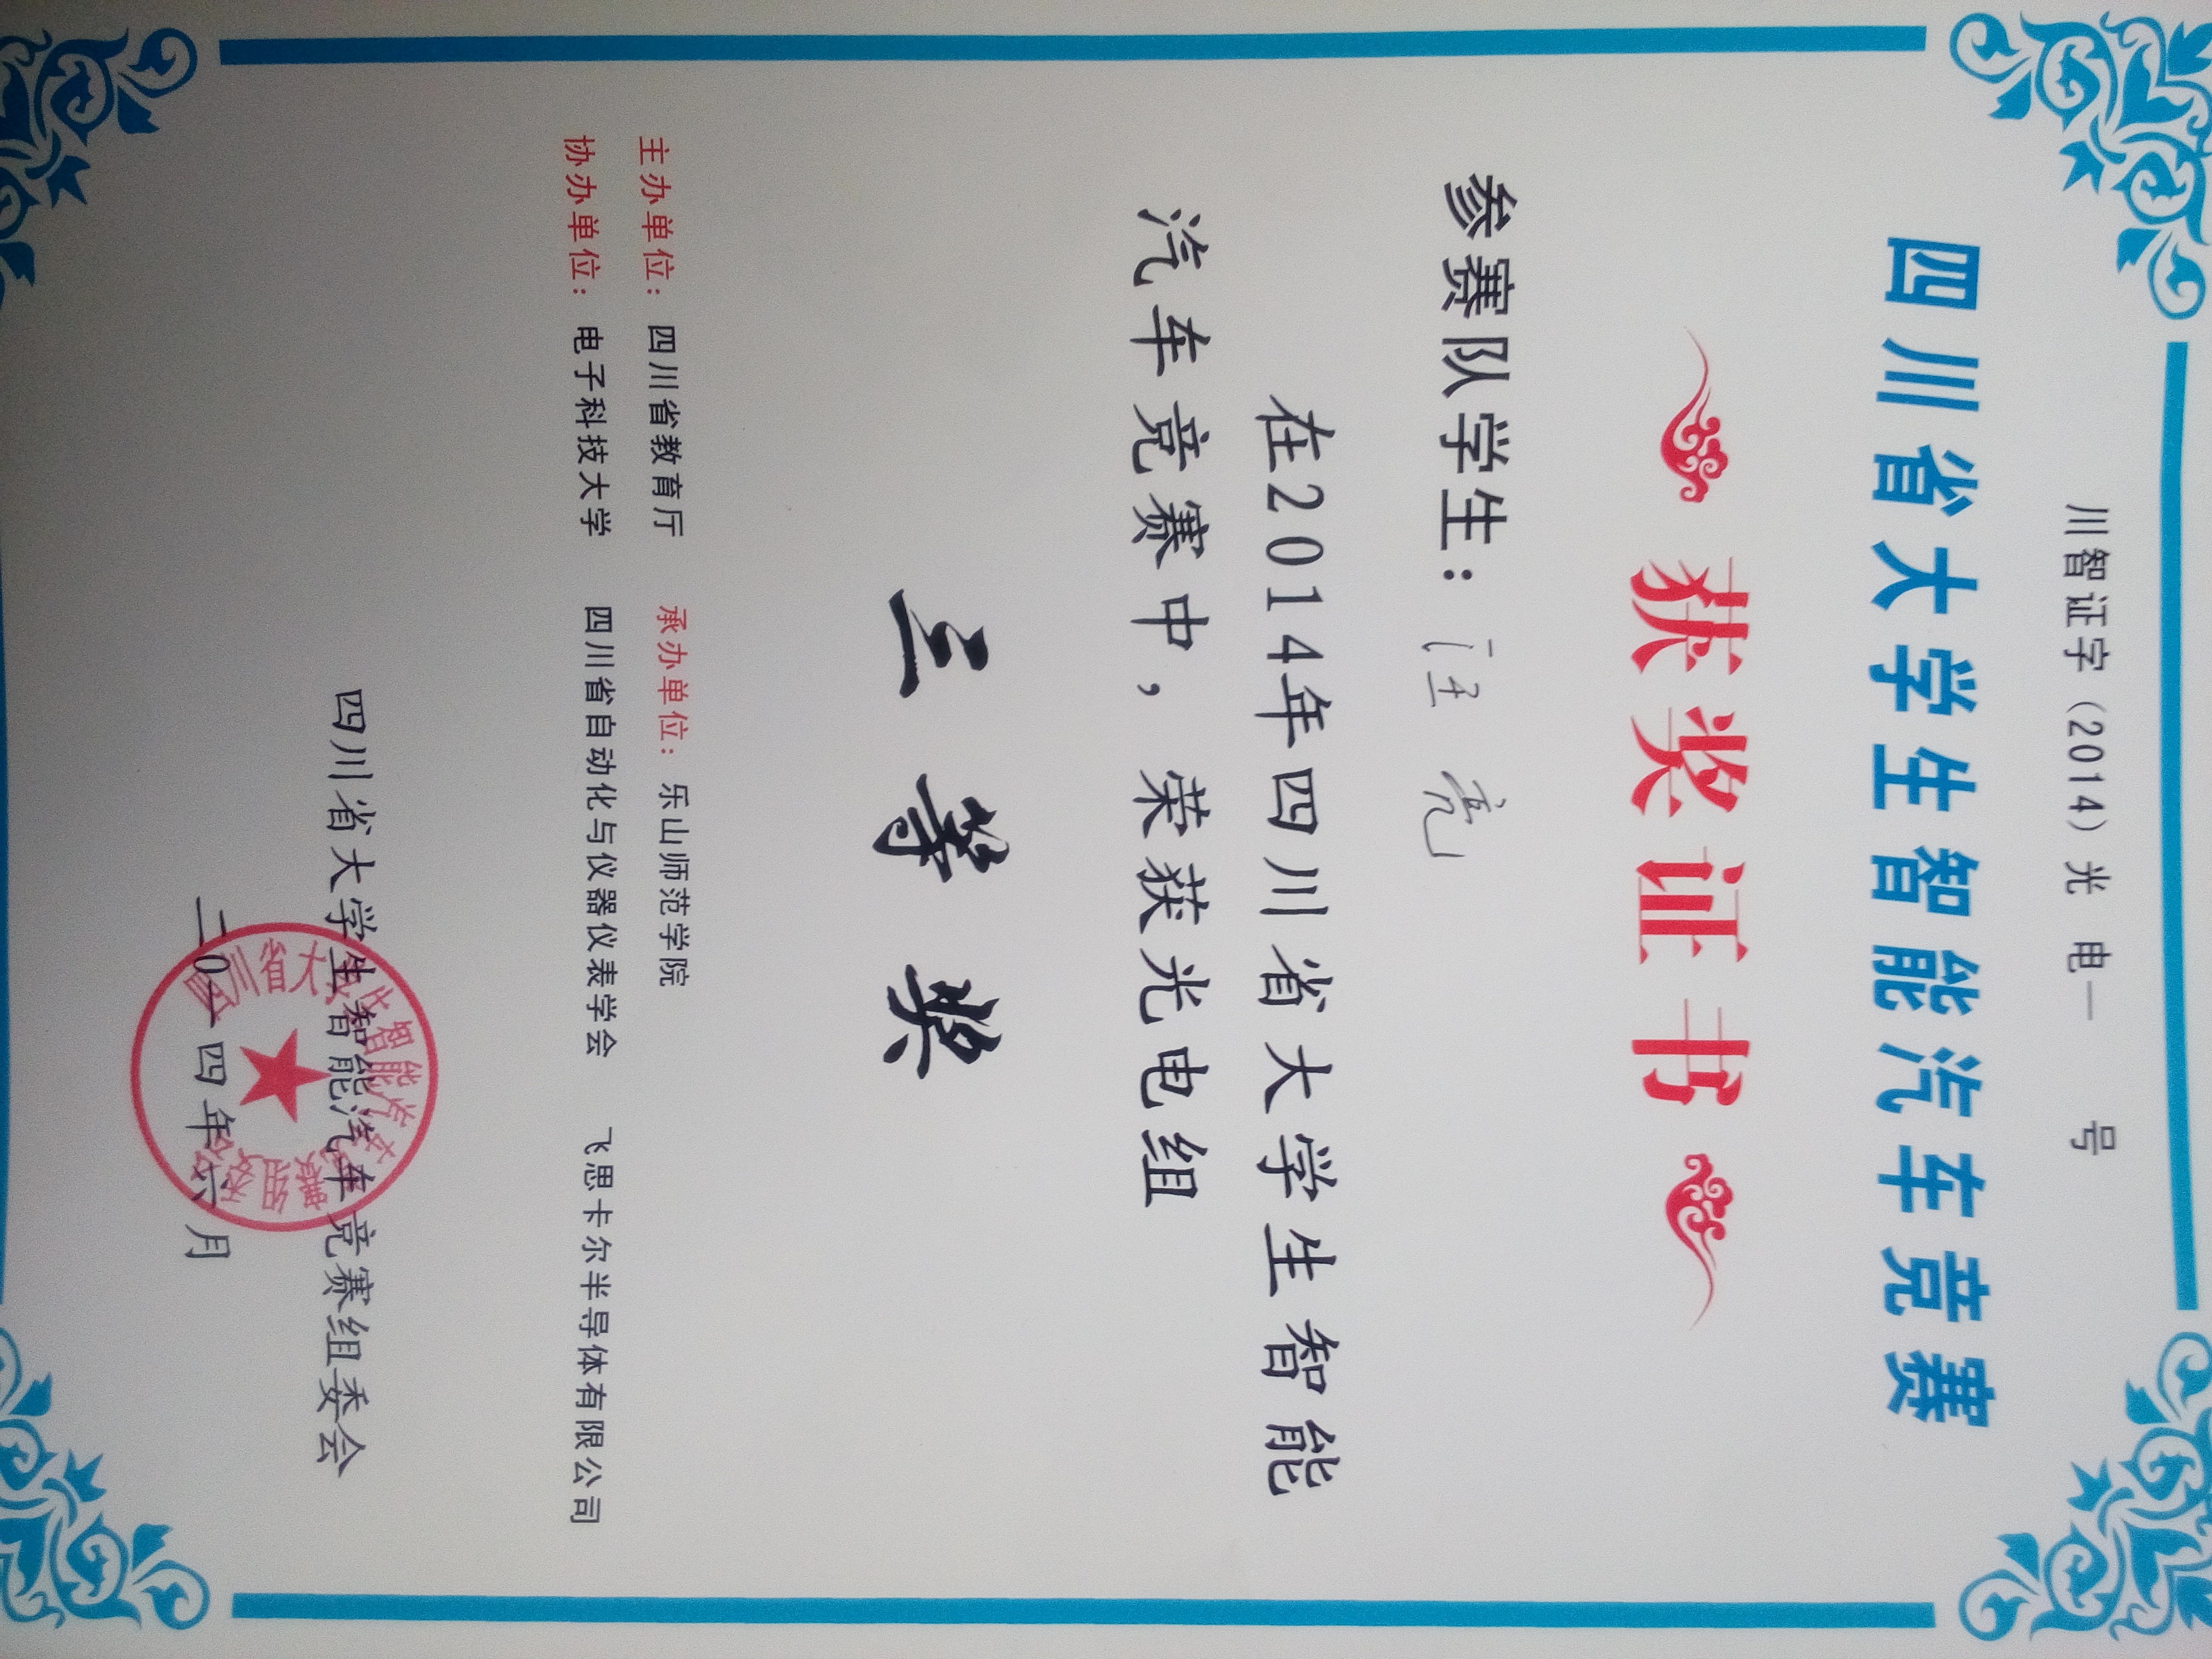 川智证字（2014）光 电— 号
四川省大学生智能汽车竞赛
获奖证书
参赛队学生：汪亮
在2014年四川省大学生智能
汽车竞赛中，荣获光电组
三等奖
主办单位：四川省教育厅 承办单位：乐山师范学院
协办单位：电子科技大学 四川省自动化与仪器仪表学会 飞思卡尔半导体有限公司
四川省大学生智能汽车竞赛组委会
二0一四年六月
四川省大学生智能汽车竞赛组委会